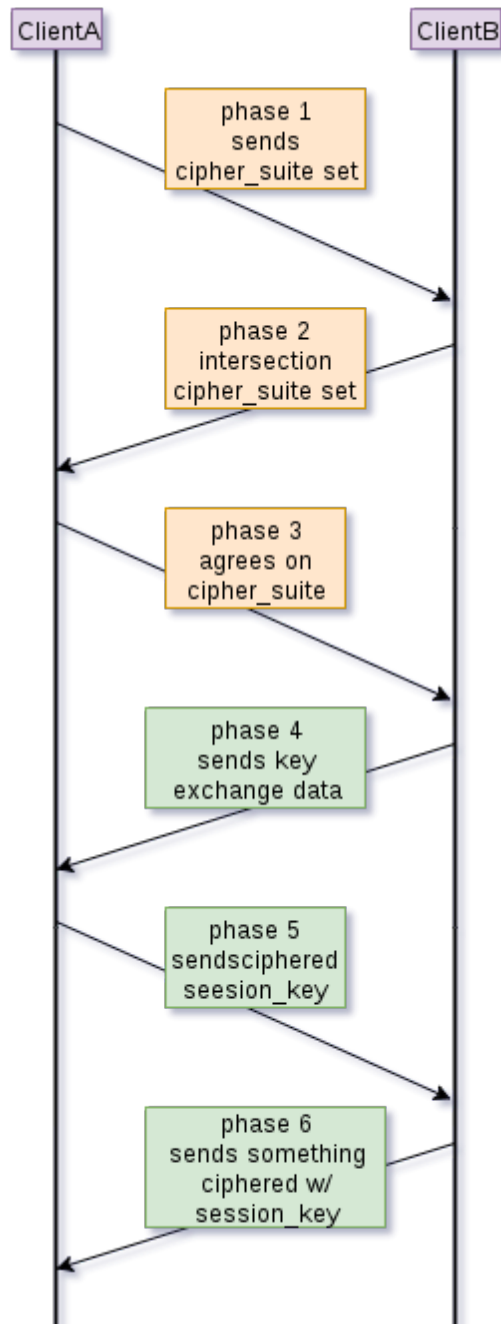 ClientA
ClientB
phase 1
sends
cipher_suite set
phase 2
intersection
cipher_suite set
phase 3
agrees on
cipher_suite
phase 4
sends key
exchange data
phase 5
sendsciphered
seesion_key
phase 6
sends something
ciphered w/
session_key